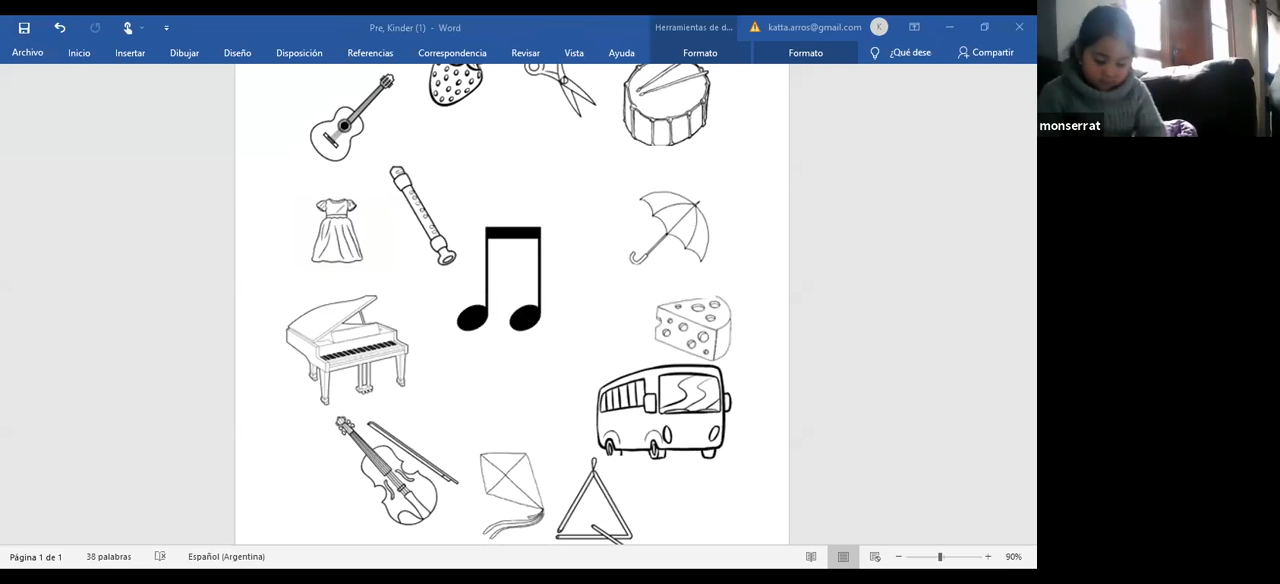 Pre, Kinder (1) - Word
Herramientas de d...
katta.arros@gmail.com
K
Archivo Inicio Insertar Dibujar Diseño Disposición Referencias Correspondencia Revisar Vista Ayuda Formato Formato ¿Qué dese Compartir
monserrat
Página 1 de 1 38 palabras Español (Argentina) 90%